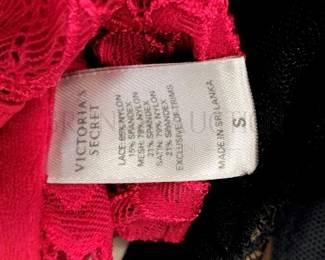 VICTORIA'S
SECRET
LACE: 85% NYLON
15% SPANDEX
MESH: 79% NYLON
21% SPANDEX
SATIN: 79% NYLON
21% SPANDEX
EXCLUSIVE OF TRIMS
MADE IN SRI LANKA
S